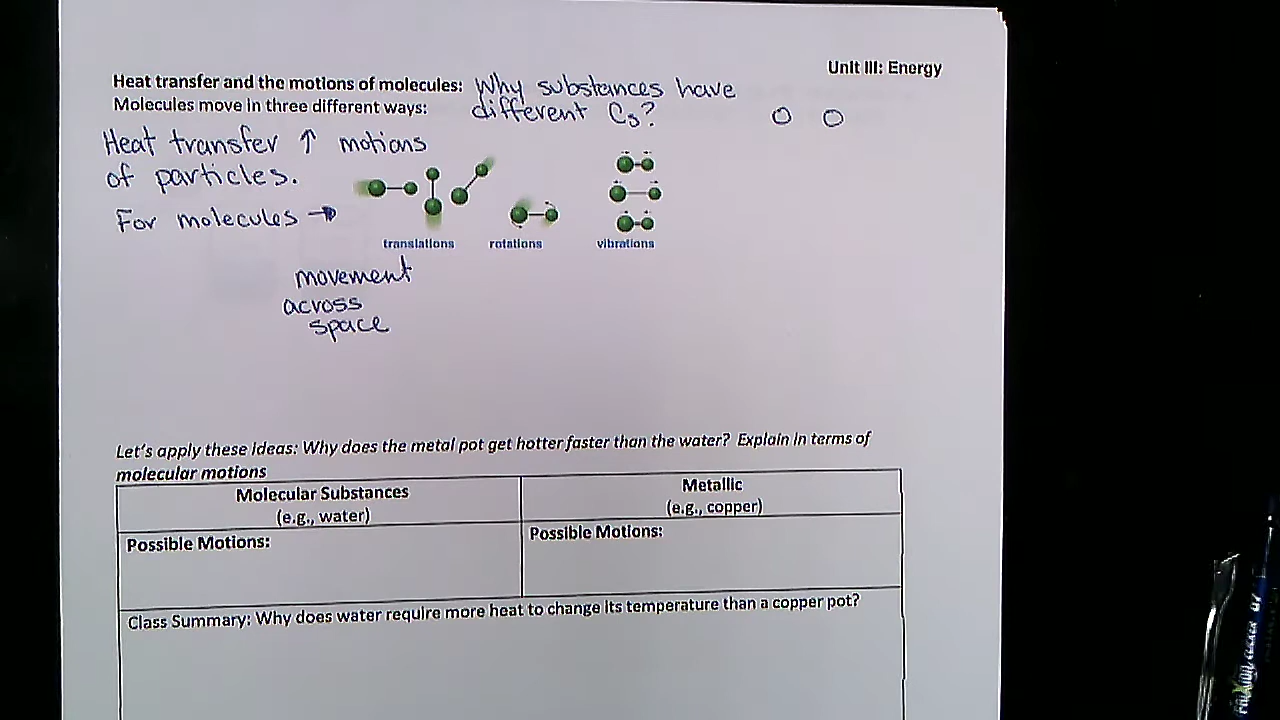 Unit III: Energy
Heat transfer and the motions of molecules: Why substances have
Molecules move in three different ways: different Cs?
Heat transfer ↑ motions
of particles.
For molecules →
translations rotations vibrations
movement
across
space
Let's apply these ideas: Why does the metal pot get hotter faster than the water? Explain in terms of
molecular motions
Molecular Substances
(e.g., water)
Metallic
(e.g., copper)
Possible Motions:
Possible Motions:
Class Summary: Why does water require more heat to change its temperature than a copper pot?